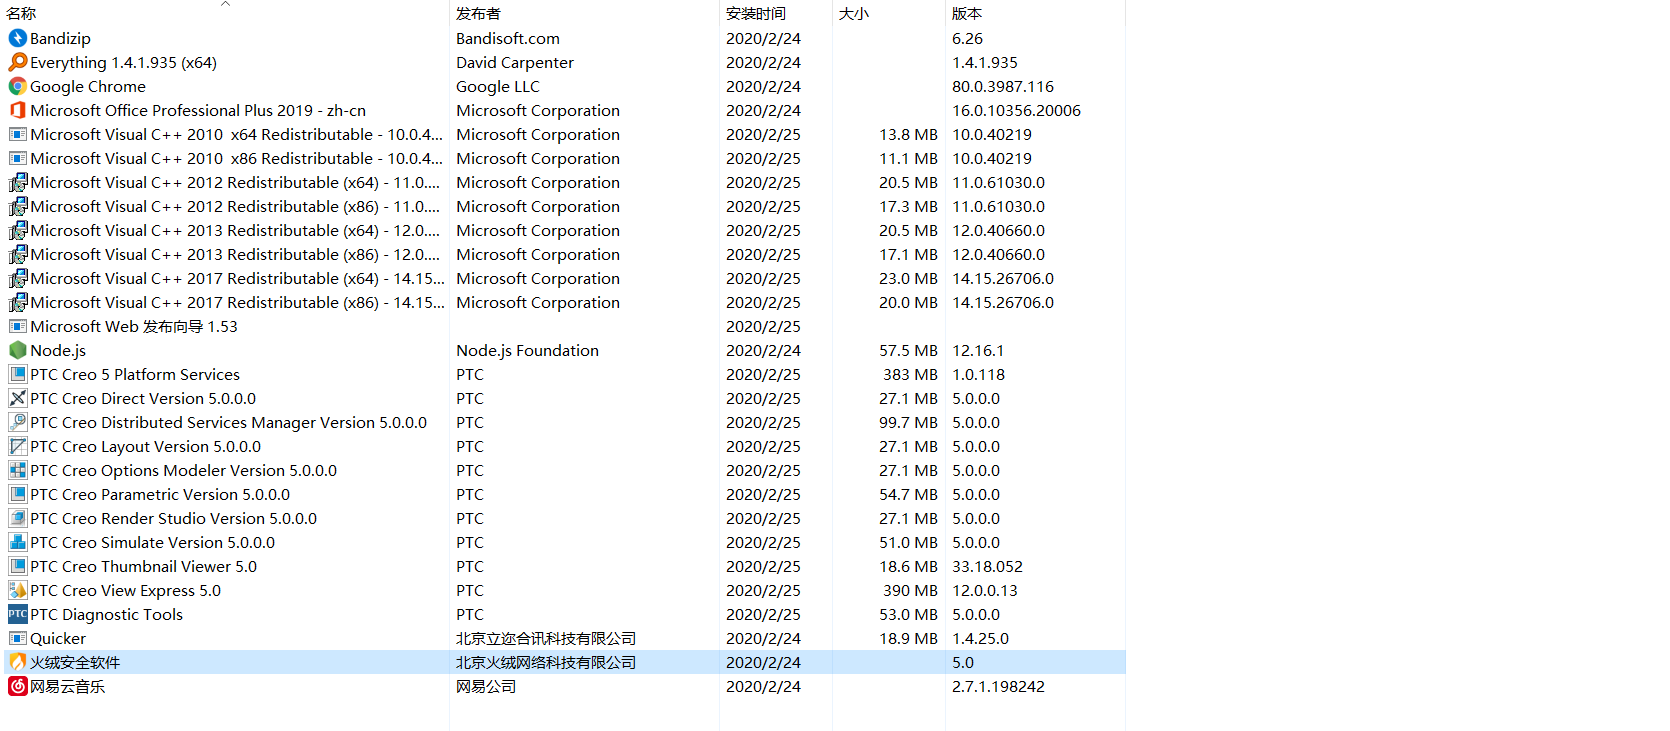 名称 发布者 安装时间 大小 版本
Bandizip Bandisoft.com 2020/2/24 6.26
Everything 1.4.1.935 (x64) David Carpenter 2020/2/24 1.4.1.935
Google Chrome Google LLC 2020/2/24 80.0.3987.116
Microsoft Office Professional Plus 2019 - zh-cn Microsoft Corporation 2020/2/24 16.0.10356.20006
Microsoft Visual C++ 2010  x64 Redistributable - 10.0.4... Microsoft Corporation 2020/2/25 13.8 MB 10.0.40219
Microsoft Visual C++ 2010  x86 Redistributable - 10.0.4... Microsoft Corporation 2020/2/25 11.1 MB 10.0.40219
Microsoft Visual C++ 2012 Redistributable (x64) - 11.0.... Microsoft Corporation 2020/2/25 20.5 MB 11.0.61030.0
Microsoft Visual C++ 2012 Redistributable (x86) - 11.0.... Microsoft Corporation 2020/2/25 17.3 MB 11.0.61030.0
Microsoft Visual C++ 2013 Redistributable (x64) - 12.0.... Microsoft Corporation 2020/2/25 20.5 MB 12.0.40660.0
Microsoft Visual C++ 2013 Redistributable (x86) - 12.0.... Microsoft Corporation 2020/2/25 17.1 MB 12.0.40660.0
Microsoft Visual C++ 2017 Redistributable (x64) - 14.15... Microsoft Corporation 2020/2/25 23.0 MB 14.15.26706.0
Microsoft Visual C++ 2017 Redistributable (x86) - 14.15... Microsoft Corporation 2020/2/25 20.0 MB 14.15.26706.0
Microsoft Web 发布向导 1.53 2020/2/25
Node.js Node.js Foundation 2020/2/24 57.5 MB 12.16.1
PTC Creo 5 Platform Services PTC 2020/2/25 383 MB 1.0.118
PTC Creo Direct Version 5.0.0.0 PTC 2020/2/25 27.1 MB 5.0.0.0
PTC Creo Distributed Services Manager Version 5.0.0.0 PTC 2020/2/25 99.7 MB 5.0.0.0
PTC Creo Layout Version 5.0.0.0 PTC 2020/2/25 27.1 MB 5.0.0.0
PTC Creo Options Modeler Version 5.0.0.0 PTC 2020/2/25 27.1 MB 5.0.0.0
PTC Creo Parametric Version 5.0.0.0 PTC 2020/2/25 54.7 MB 5.0.0.0
PTC Creo Render Studio Version 5.0.0.0 PTC 2020/2/25 27.1 MB 5.0.0.0
PTC Creo Simulate Version 5.0.0.0 PTC 2020/2/25 51.0 MB 5.0.0.0
PTC Creo Thumbnail Viewer 5.0 PTC 2020/2/25 18.6 MB 33.18.052
PTC Creo View Express 5.0 PTC 2020/2/25 390 MB 12.0.0.13
PTC PTC Diagnostic Tools PTC 2020/2/25 53.0 MB 5.0.0.0
Quicker 北京立迩合讯科技有限公司 2020/2/24 18.9 MB 1.4.25.0
火绒安全软件 北京火绒网络科技有限公司 2020/2/24 5.0
网易云音乐 网易公司 2020/2/24 2.7.1.198242